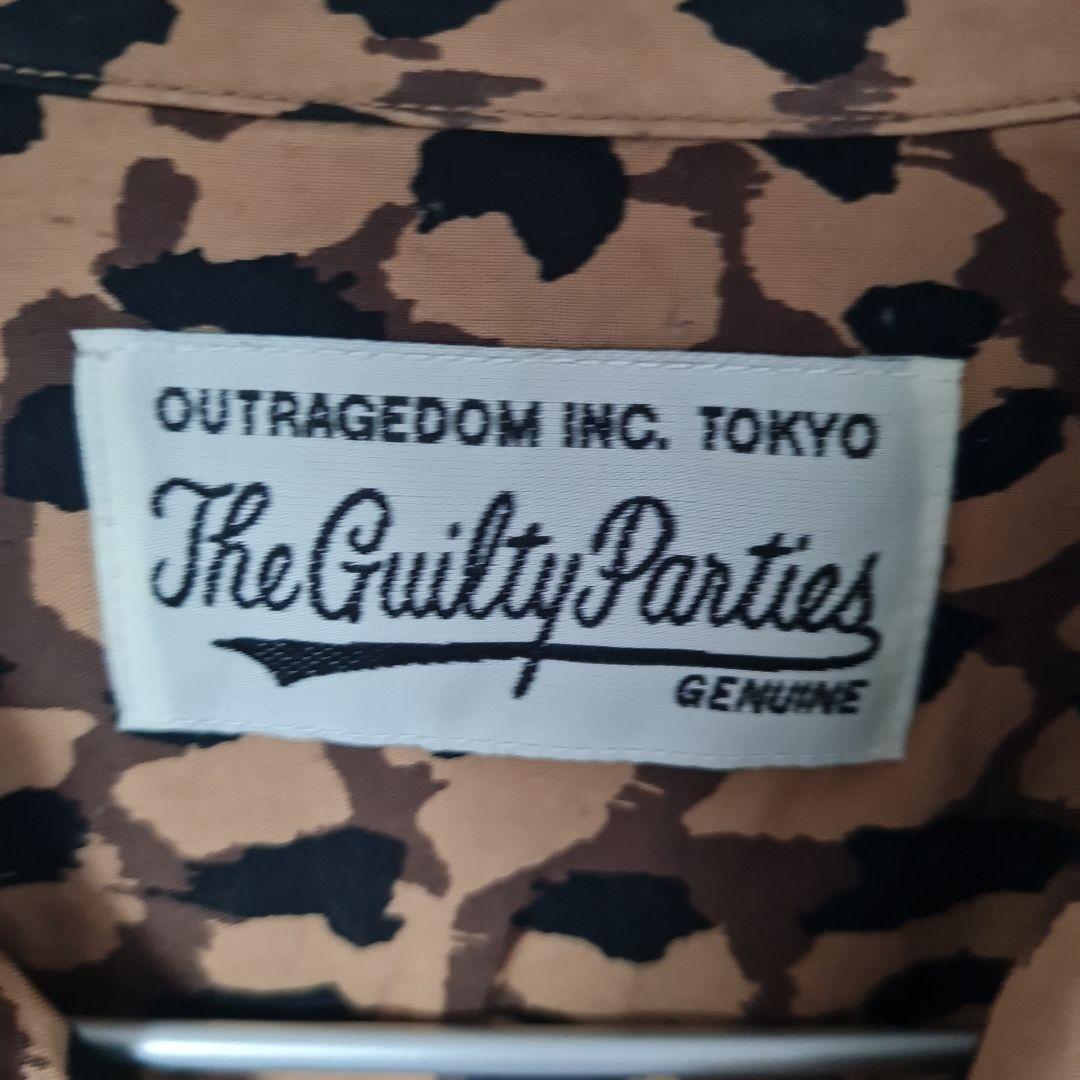 OUTRAGEDOM INC. TOKYO
The Guilty Parties
GENUINE